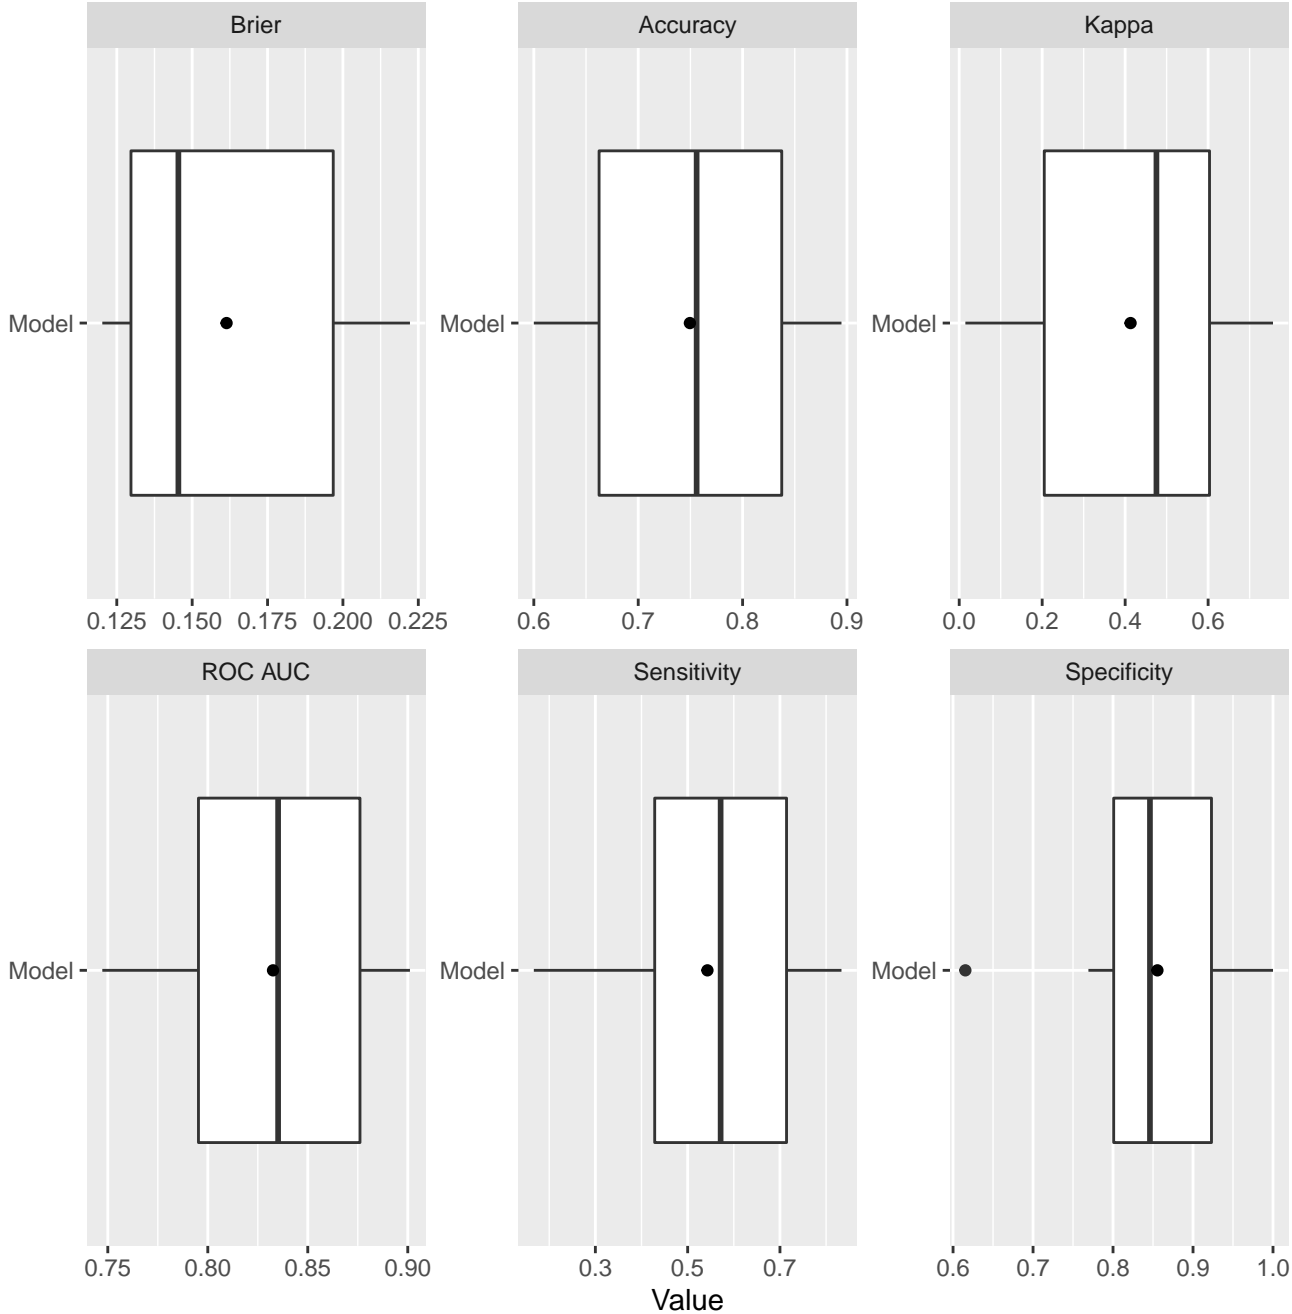 Brier Accuracy Kappa
Model Model Model
0.125 0.150 0.175 0.200 0.225 0.6 0.7 0.8 0.9 0.0 0.2 0.4 0.6
ROC AUC Sensitivity Specificity
Model Model Model
0.75 0.80 0.85 0.90 0.3 0.5 0.7 0.6 0.7 0.8 0.9 1.0
Value